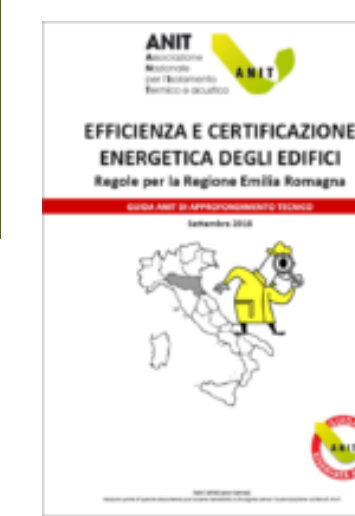 ANIT
Associazione
Nazionale
per l'Isolamento
Termico e acustico
ANIT
EFFICIENZA E CERTIFICAZIONE
ENERGETICA DEGLI EDIFICI
Regole per la Regione Emilia Romagna
GUIDA ANIT DI APPROFONDIMENTO TECNICO
Settembre 2018
ANIT